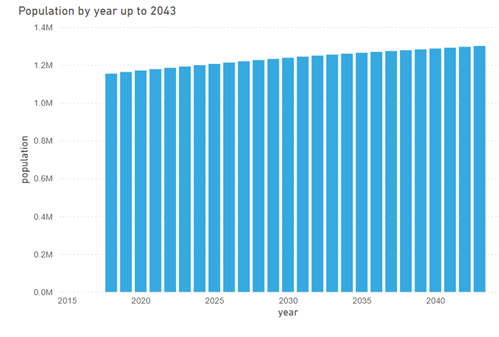 Population by year up to 2043
1.4M
1.2M
1.0M
0.8M
0.6M
0.4M
0.2M
0.0M
population
2015 2020 2025 2030 2035 2040
year